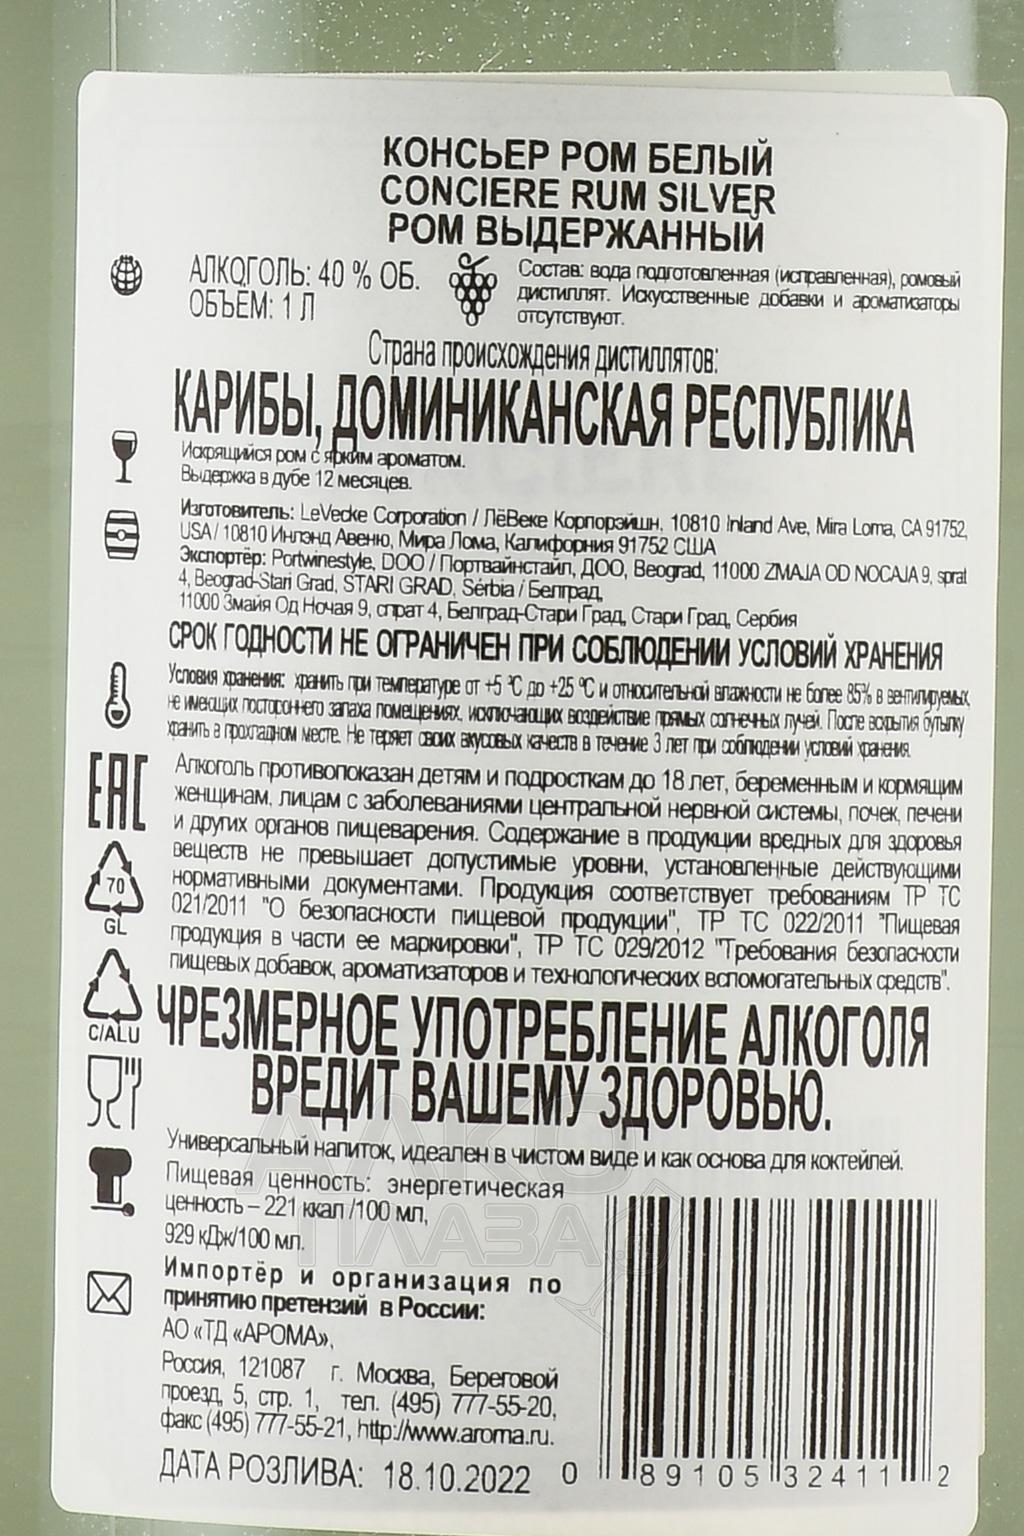 КОНСЬЕР РОМ БЕЛЫЙ
CONCIERE RUM SILVER
РОМ ВЫДЕРЖАННЫЙ
АЛКОГОЛЬ: 40 % ОБ.
ОБЪЁМ: 1 Л
Состав: вода подготовленная (исправленная), ромовый
дистиллят. Искусственные добавки и ароматизаторы
отсутствуют.
Страна происхождения дистиллятов:
КАРИБЫ, ДОМИНИКАНСКАЯ РЕСПУБЛИКА
Искрящийся ром с ярким ароматом.
Выдержка в дубе 12 месяцев.
Изготовитель: LeVecke Corporation / ЛёВеке Корпорэйшн, 10810 Inland Ave, Mira Loma, CA 91752,
USA / 10810 Инлэнд Авеню, Мира Лома, Калифорния 91752 США
Экспортёр: Portwinestyle, DOO / Портвайнстайл, ДОО, Beograd, 11000 ZMAJA OD NOCAJA 9, sprat
4, Beograd-Stari Grad, STARI GRAD, Sérbia / Белград,
11000 Змайя Од Ночая 9, спрат 4, Белград-Стари Град, Стари Град, Сербия
СРОК ГОДНОСТИ НЕ ОГРАНИЧЕН ПРИ СОБЛЮДЕНИИ УСЛОВИЙ ХРАНЕНИЯ
Условия хранения: хранить при температуре от +5 °С до +25 °С и относительной влажности не более 85% в вентилируемых,
не имеющих постороннего запаха помещениях, исключающих воздействие прямых солнечных лучей. После вскрытия бутылку
хранить в прохладном месте. Не теряет своих вкусовых качеств в течение 3 лет при соблюдении условий хранения.
EAC
Алкоголь противопоказан детям и подросткам до 18 лет, беременным и кормящим
женщинам, лицам с заболеваниями центральной нервной системы, почек, печени
и других органов пищеварения. Содержание в продукции вредных для здоровья
веществ не превышает допустимые уровни, установленные действующими
нормативными документами. Продукция соответствует требованиям ТР ТС
021/2011 "О безопасности пищевой продукции", ТР ТС 022/2011 "Пищевая
продукция в части ее маркировки", ТР ТС 029/2012 "Требования безопасности
пищевых добавок, ароматизаторов и технологических вспомогательных средств".
70
GL
C/ALU
ЧРЕЗМЕРНОЕ УПОТРЕБЛЕНИЕ АЛКОГОЛЯ
ВРЕДИТ ВАШЕМУ ЗДОРОВЬЮ.
Универсальный напиток, идеален в чистом виде и как основа для коктейлей.
Пищевая ценность: энергетическая
ценность – 221 ккал /100 мл,
929 кДж/100 мл.
АЛКО
ПЛАЗА
Импортёр и организация по
принятию претензий в России:
АО «ТД «АРОМА»,
Россия, 121087 г. Москва, Береговой
проезд, 5, стр. 1, тел. (495) 777-55-20,
факс (495) 777-55-21, http://www.aroma.ru.
ДАТА РОЗЛИВА: 18.10.2022
0 89105 32411 2